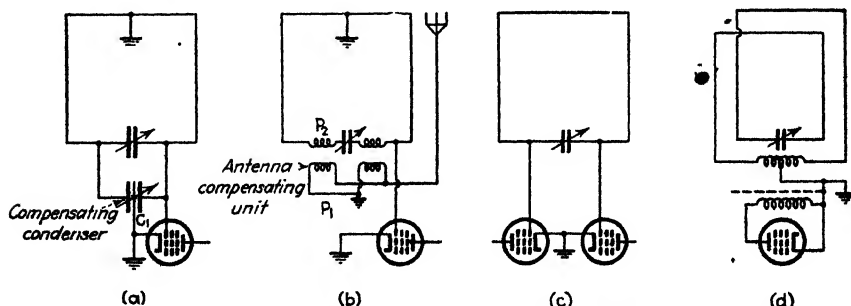 P₂
Antenna
compensating
unit
P₁
Compensating
condenser
C₁
(a)
(b)
(c)
(d)